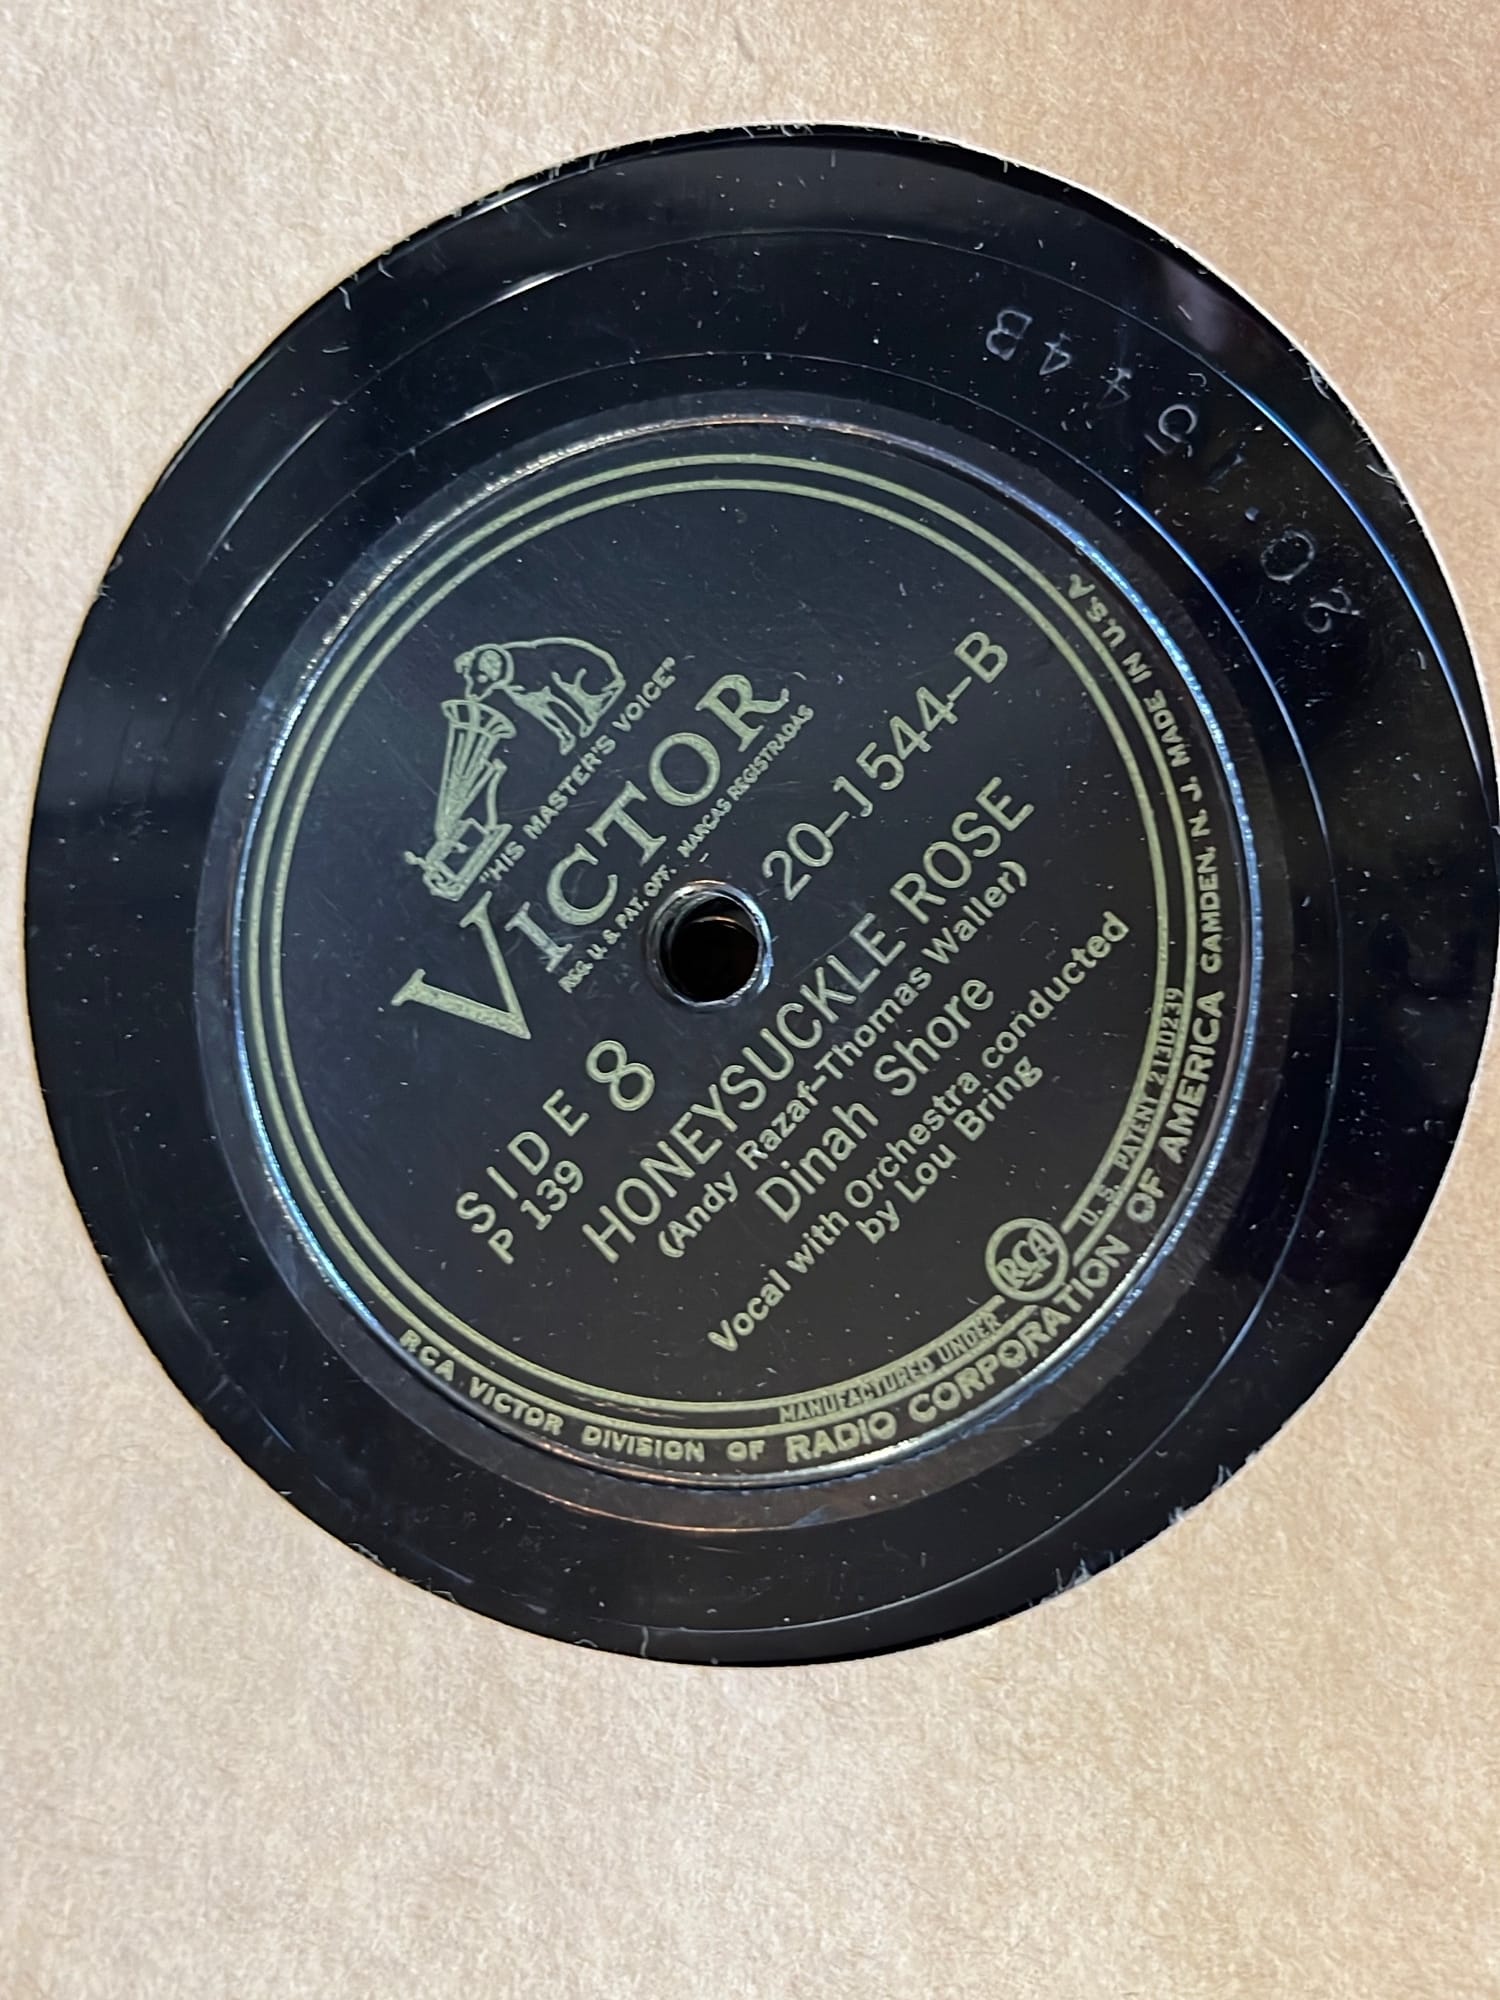 "HIS MASTER'S VOICE"
VICTOR
REG. U. S. PAT. OFF. MARCAS REGISTRADAS
SIDE 8
20-1544-B
P 139
HONEYSUCKLE ROSE
(Andy Razaf-Thomas Waller)
Dinah Shore
Vocal with Orchestra conducted
by Lou Bring
MANUFACTURED UNDER RCA U. S. PATENT 2130239
RCA VICTOR DIVISION OF RADIO CORPORATION OF AMERICA CAMDEN, N. J. MADE IN U.S.A.
20. 1544B